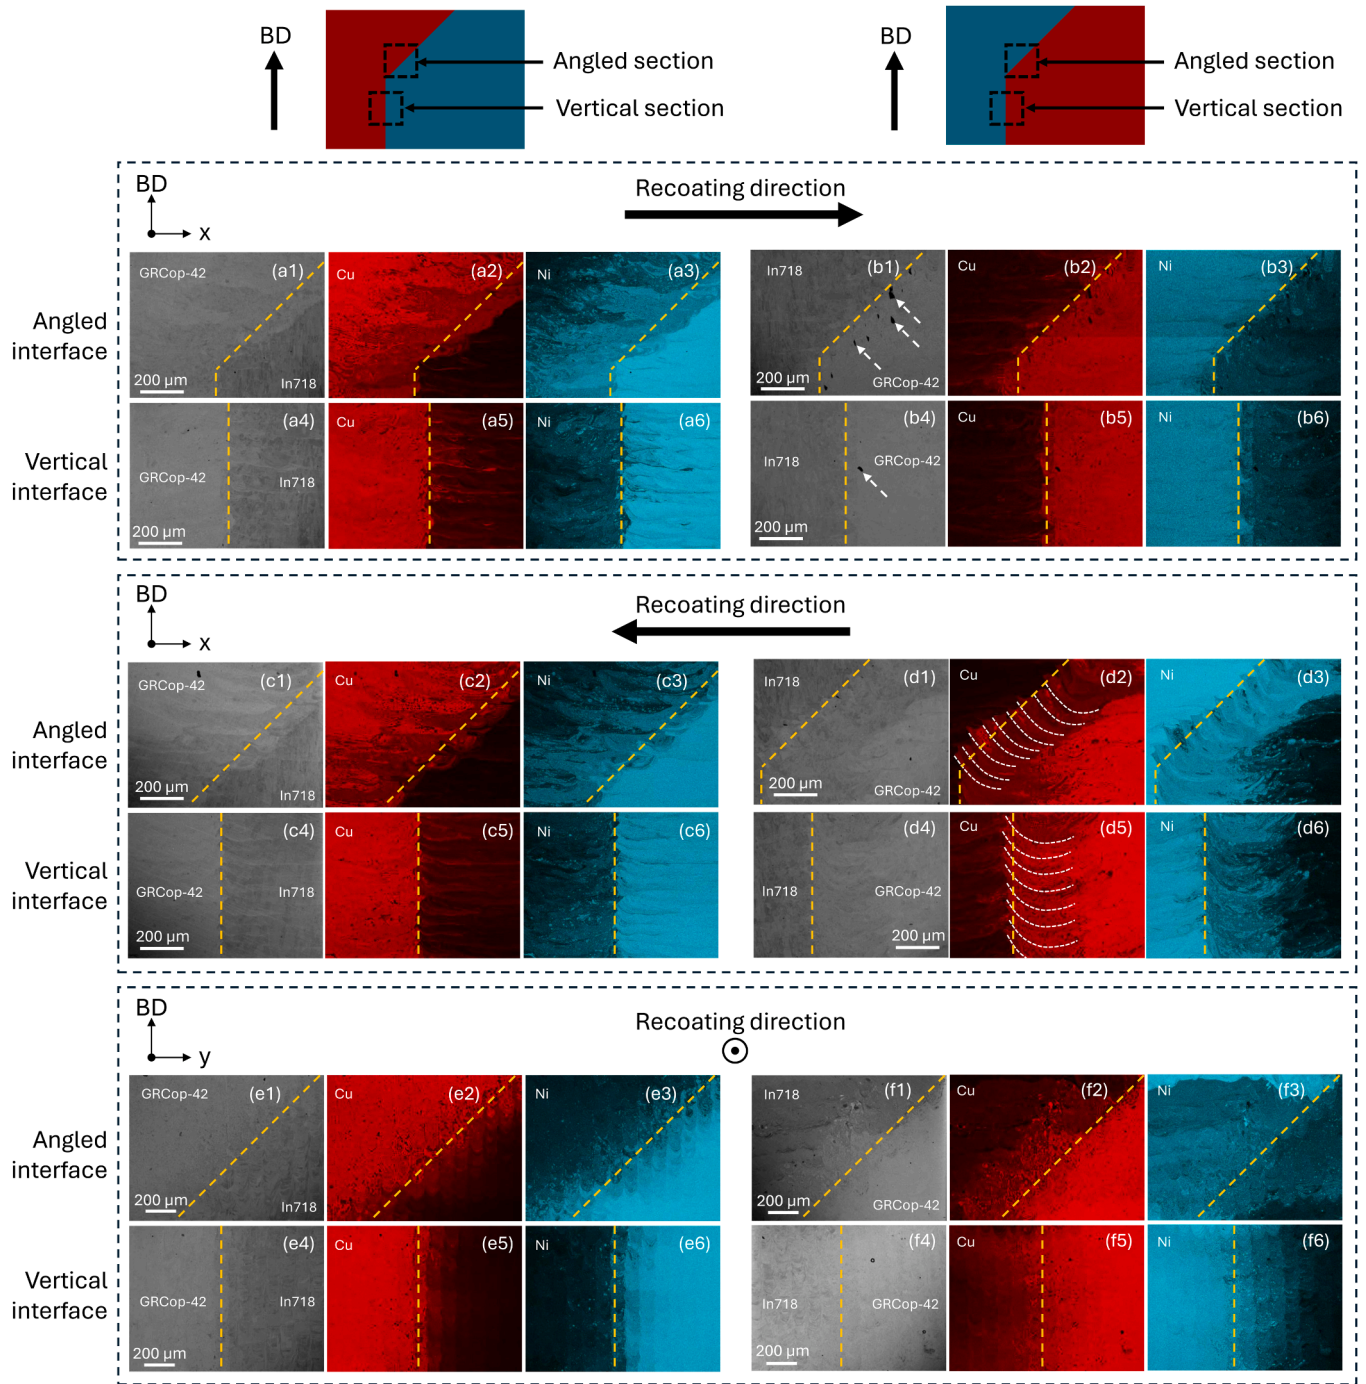 BD
Angled section
Vertical section
BD
Angled section
Vertical section
BD
x
Recoating direction
Angled
interface
GRCop-42
(a1)
In718
200 µm
Cu
(a2)
Ni
(a3)
In718
(b1)
GRCop-42
200 µm
Cu
(b2)
Ni
(b3)
Vertical
interface
(a4)
GRCop-42
In718
200 µm
Cu
(a5)
Ni
(a6)
(b4)
In718
GRCop-42
200 µm
Cu
(b5)
Ni
(b6)
BD
x
Recoating direction
Angled
interface
GRCop-42
(c1)
In718
200 µm
Cu
(c2)
Ni
(c3)
In718
(d1)
GRCop-42
200 µm
Cu
(d2)
Ni
(d3)
Vertical
interface
(c4)
GRCop-42
In718
200 µm
Cu
(c5)
Ni
(c6)
(d4)
In718
GRCop-42
200 µm
Cu
(d5)
Ni
(d6)
BD
y
Recoating direction
Angled
interface
GRCop-42
(e1)
In718
200 µm
Cu
(e2)
Ni
(e3)
In718
(f1)
GRCop-42
200 µm
Cu
(f2)
Ni
(f3)
Vertical
interface
(e4)
GRCop-42
In718
200 µm
Cu
(e5)
Ni
(e6)
(f4)
In718
GRCop-42
200 µm
Cu
(f5)
Ni
(f6)